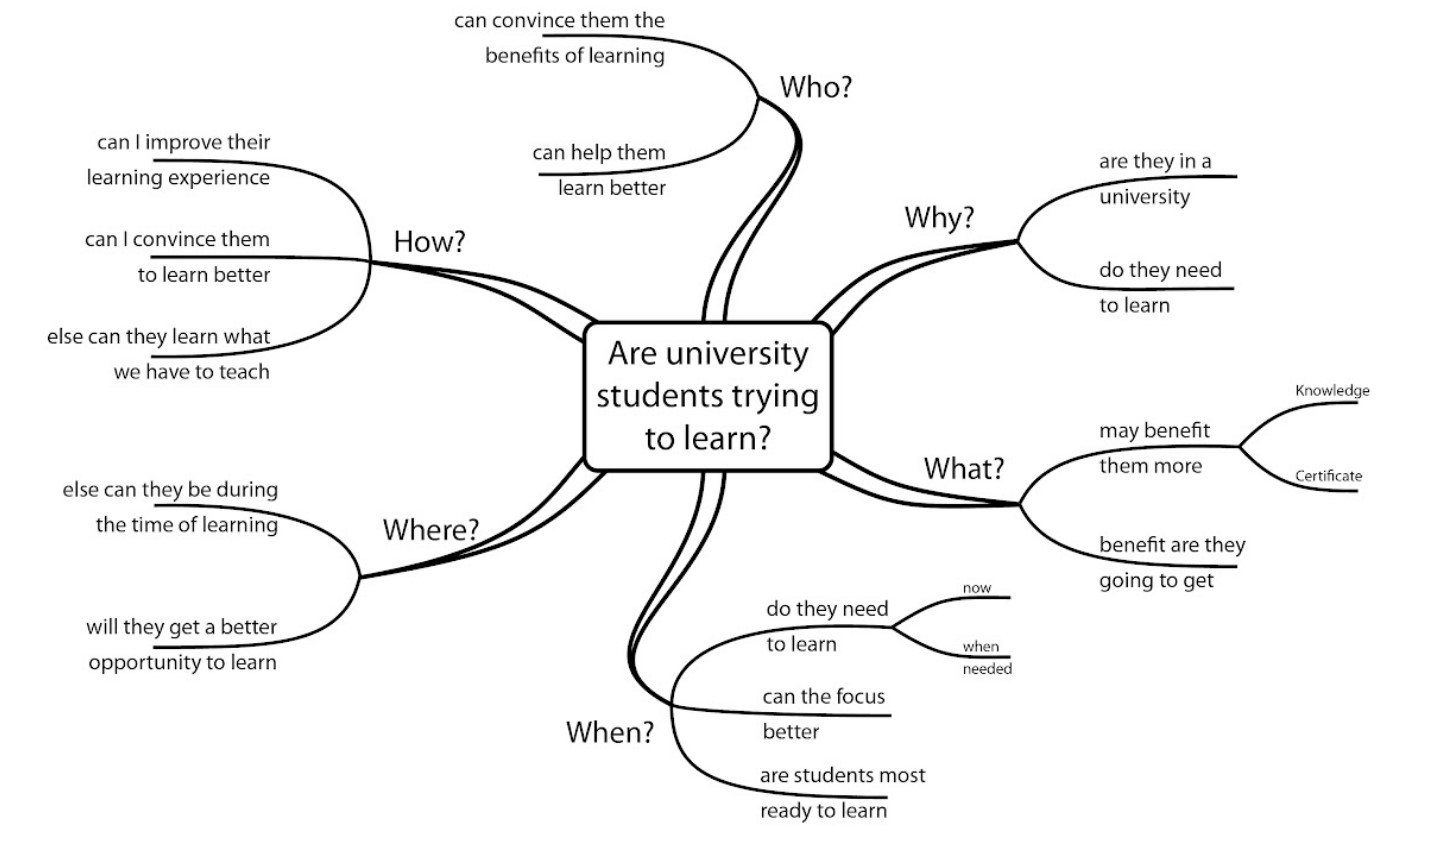 can convince them the
benefits of learning
Who?
can help them
learn better
can I improve their
learning experience
How?
can I convince them
to learn better
else can they learn what
we have to teach
Why?
are they in a
university
do they need
to learn
Are university
students trying
to learn?
What?
may benefit
them more
Knowledge
Certificate
benefit are they
going to get
Where?
else can they be during
the time of learning
will they get a better
opportunity to learn
When?
do they need
to learn
now
when
needed
can the focus
better
are students most
ready to learn